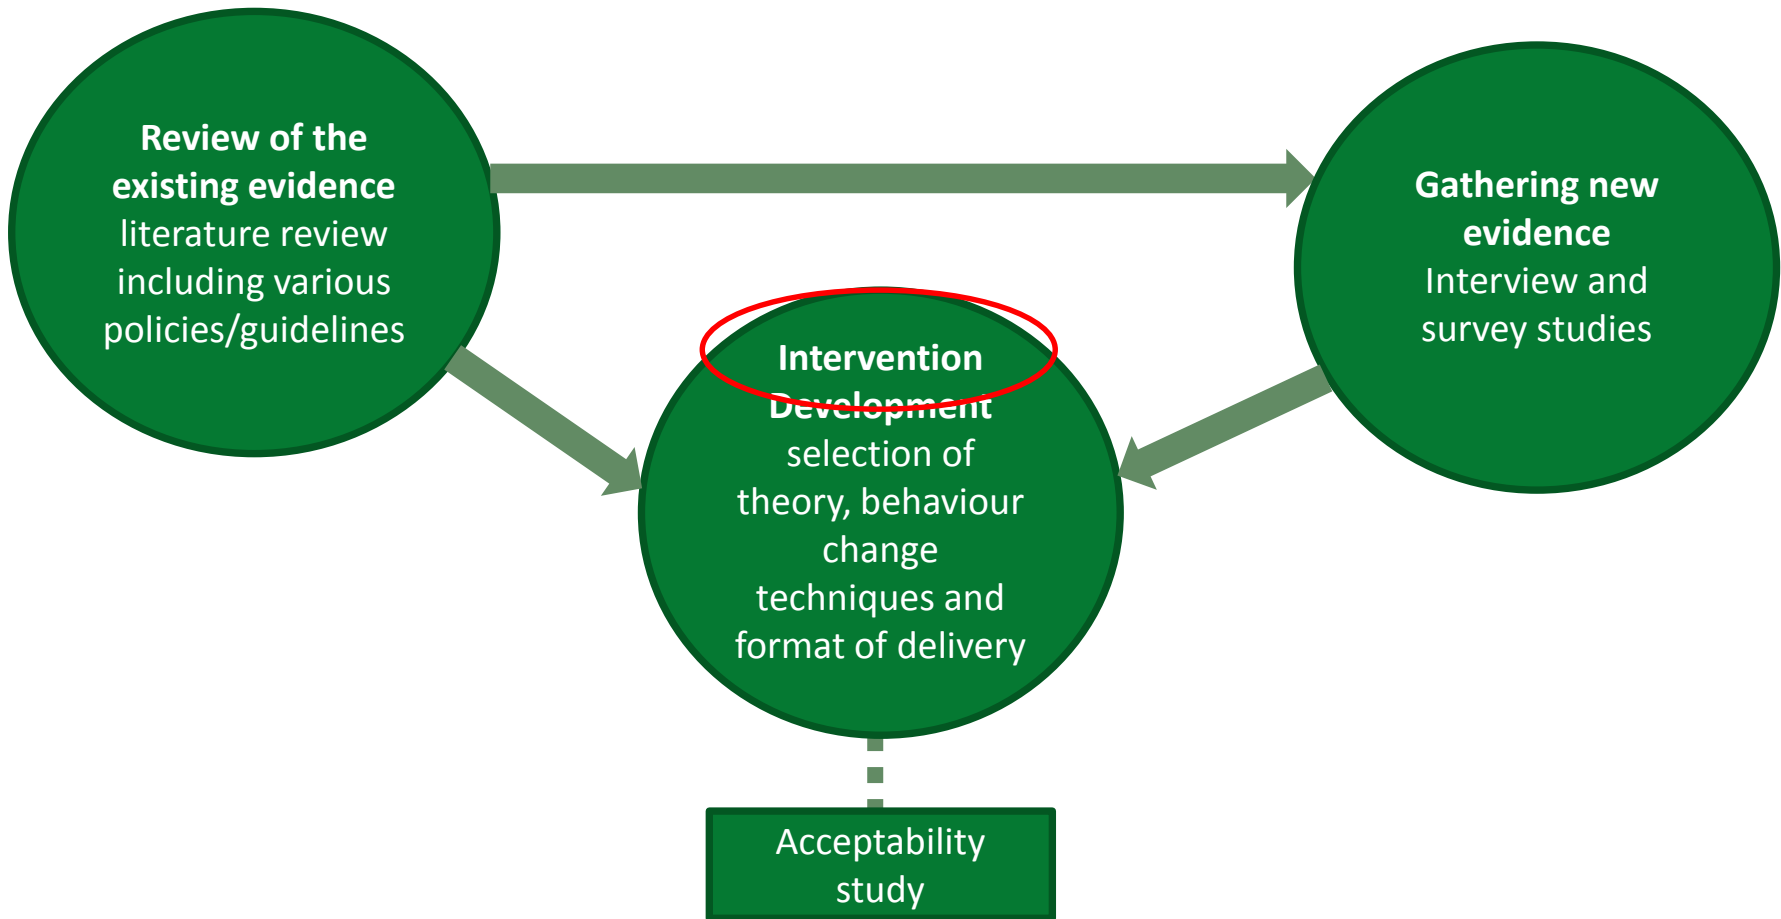 Review of the
existing evidence
literature review
including various
policies/guidelines
Gathering new
evidence
Interview and
survey studies
Intervention
Development
selection of
theory, behaviour
change
techniques and
format of delivery
Acceptability
study